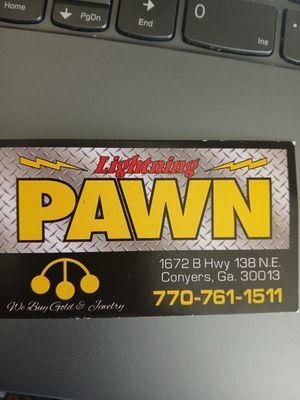 Home
PgDn
End
0
Ins
Lightning
PAWN
1672 B Hwy 138 N.E.
Conyers, Ga. 30013
We Buy Gold & Jewelry
770-761-1511